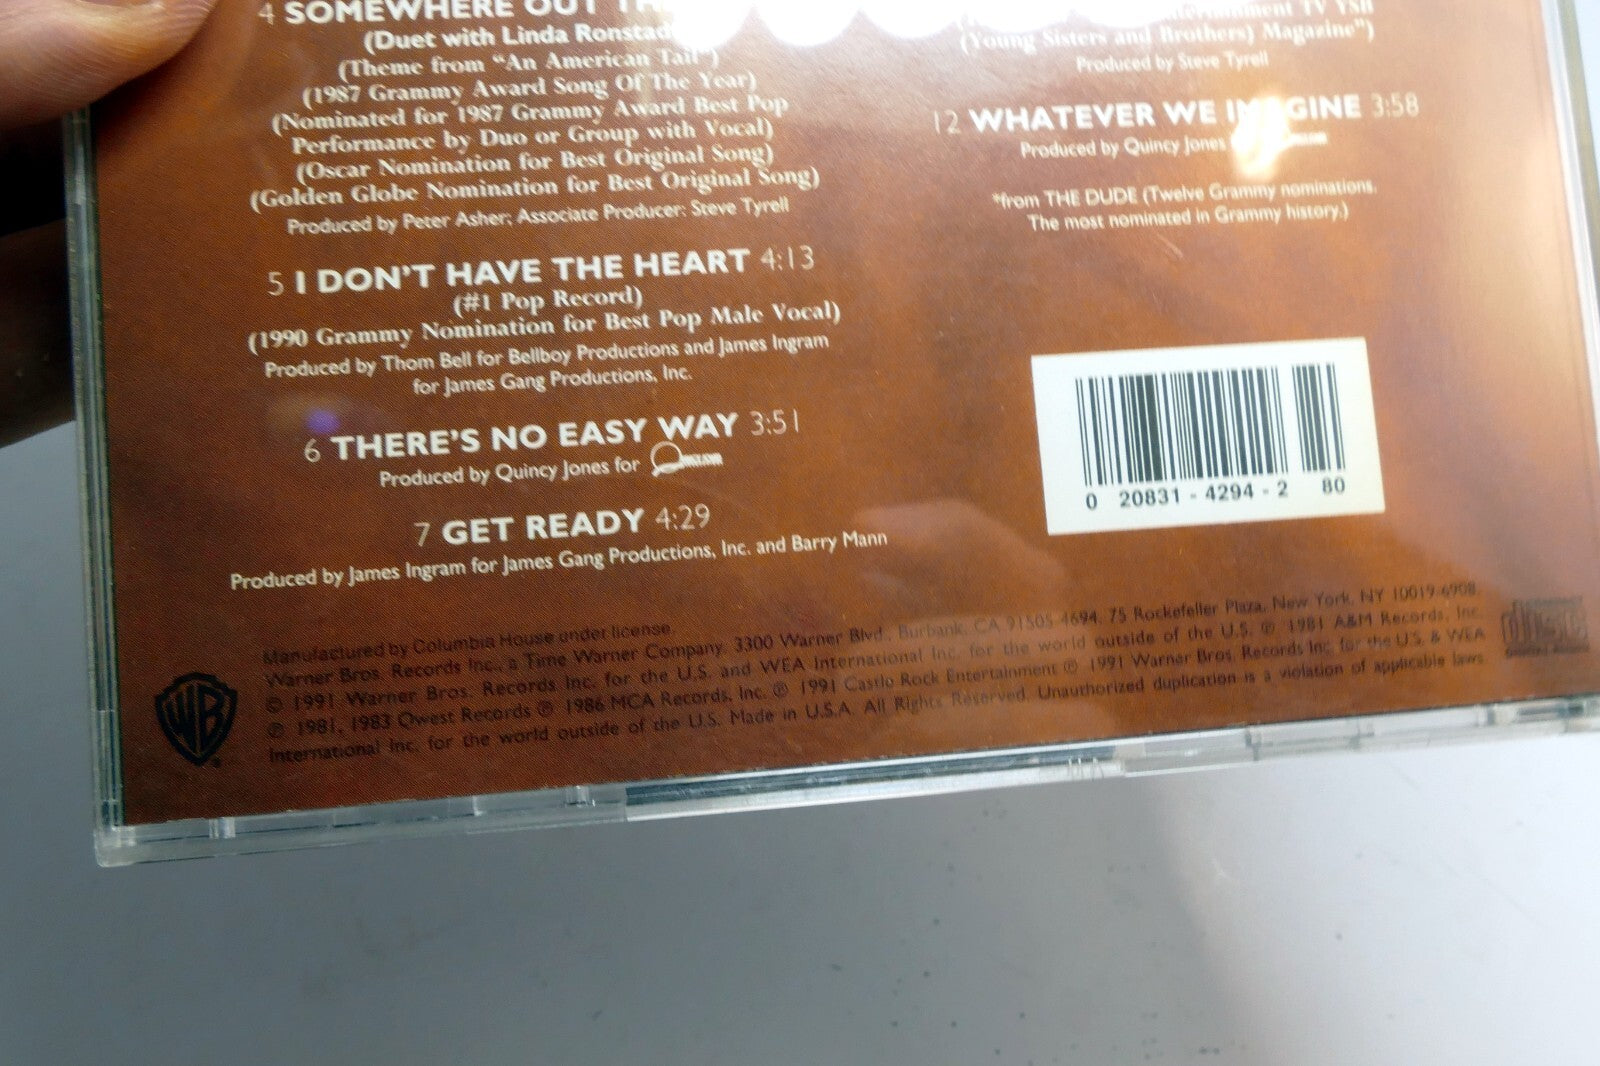 4 SOMEWHERE OUT
(Duet with Linda Ronstad
(Theme from "An American Tail")
(1987 Grammy Award Song Of The Year)
(Nominated for 1987 Grammy Award Best Pop
Performance by Duo or Group with Vocal)
(Oscar Nomination for Best Original Song)
(Golden Globe Nomination for Best Original Song)
Produced by Peter Asher; Associate Producer: Steve Tyrell
5 I DON'T HAVE THE HEART 4:13
(#1 Pop Record)
(1990 Grammy Nomination for Best Pop Male Vocal)
Produced by Thom Bell for Bellboy Productions and James Ingram
for James Gang Productions, Inc.
6 THERE'S NO EASY WAY 3:51
Produced by Quincy Jones for
7 GET READY 4:29
Produced by James Ingram for James Gang Productions, Inc. and Barry Mann
TV YSB
(Young Sisters and Brothers) Magazine")
Produced by Steve Tyrell
12 WHATEVER WE IMAGINE 3:58
Produced by Quincy Jones
*from THE DUDE (Twelve Grammy nominations.
The most nominated in Grammy history.)
0 20831 - 4294 - 2 80
Manufactured by Columbia House under license.
Warner Bros. Records Inc., a Time Warner Company, 3300 Warner Blvd., Burbank, CA 91505-4694. 75 Rockefeller Plaza, New York, NY 10019-6908.
© 1991 Warner Bros. Records Inc. for the U.S. and WEA International Inc. for the world outside of the U.S. ℗ 1981 A&M Records, Inc.
℗ 1981, 1983 Qwest Records ℗ 1986 MCA Records, Inc. ℗ 1991 Castle Rock Entertainment ℗ 1991 Warner Bros. Records Inc. for the U.S. & WEA
International Inc. for the world outside of the U.S. Made in U.S.A. All Rights Reserved. Unauthorized duplication is a violation of applicable laws.
WB
disc